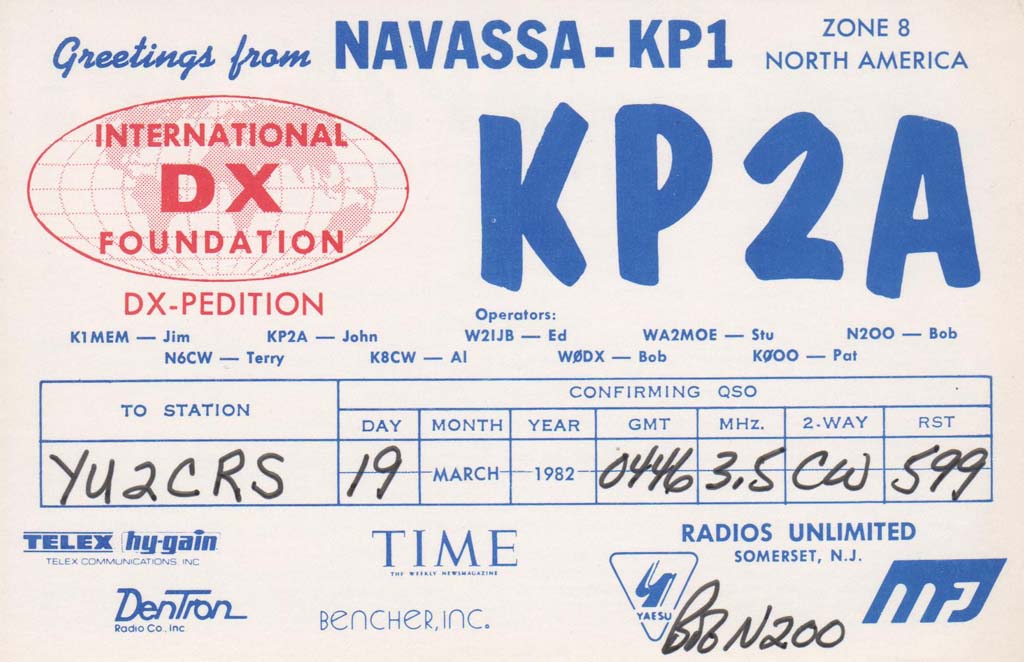 Greetings from NAVASSA - KP1
ZONE 8
NORTH AMERICA
INTERNATIONAL
DX
FOUNDATION
DX-PEDITION
KP2A
Operators:
K1MEM — Jim KP2A — John W2IJB — Ed WA2MOE — Stu N2OO — Bob
N6CW — Terry K8CW — Al WØDX — Bob KØOO — Pat
TO STATION
CONFIRMING QSO
DAY MONTH YEAR GMT MHz. 2-WAY RST
YU2CRS 19 MARCH 1982 0446 3.5 CW 599
TELEX hy-gain
TELEX COMMUNICATIONS, INC.
TIME
THE WEEKLY NEWSMAGAZINE
RADIOS UNLIMITED
SOMERSET, N.J.
DenTron
Radio Co., Inc.
BENCHER, INC.
YAESU
MFJ
Bob N2OO